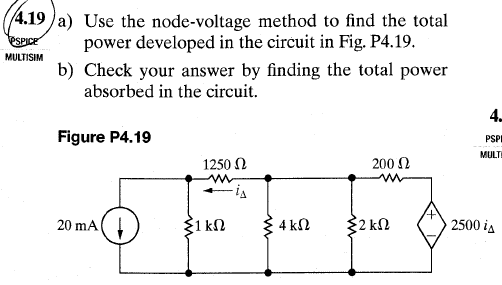 4.19 a) Use the node-voltage method to find the total
PSPICE power developed in the circuit in Fig. P4.19.
MULTISIM
b) Check your answer by finding the total power
absorbed in the circuit.
4.
Figure P4.19
PSPI
MULTI
1250 Ω 200 Ω
i∆
20 mA 1 kΩ 4 kΩ 2 kΩ + − 2500 i∆